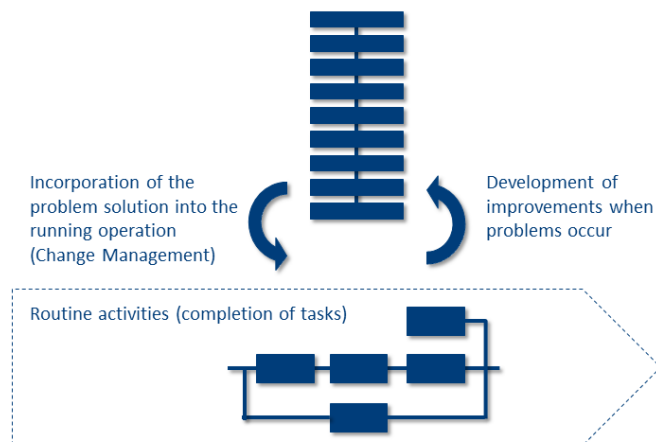 Incorporation of the
problem solution into the
running operation
(Change Management)
Development of
improvements when
problems occur
Routine activities (completion of tasks)